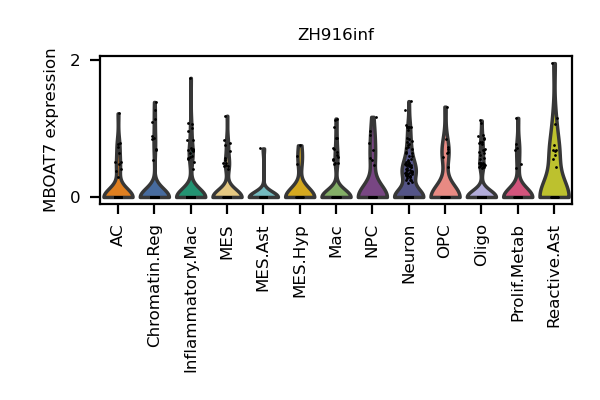 ZH916inf
MBOAT7 expression
2
0
AC
Chromatin.Reg
Inflammatory.Mac
MES
MES.Ast
MES.Hyp
Mac
NPC
Neuron
OPC
Oligo
Prolif.Metab
Reactive.Ast